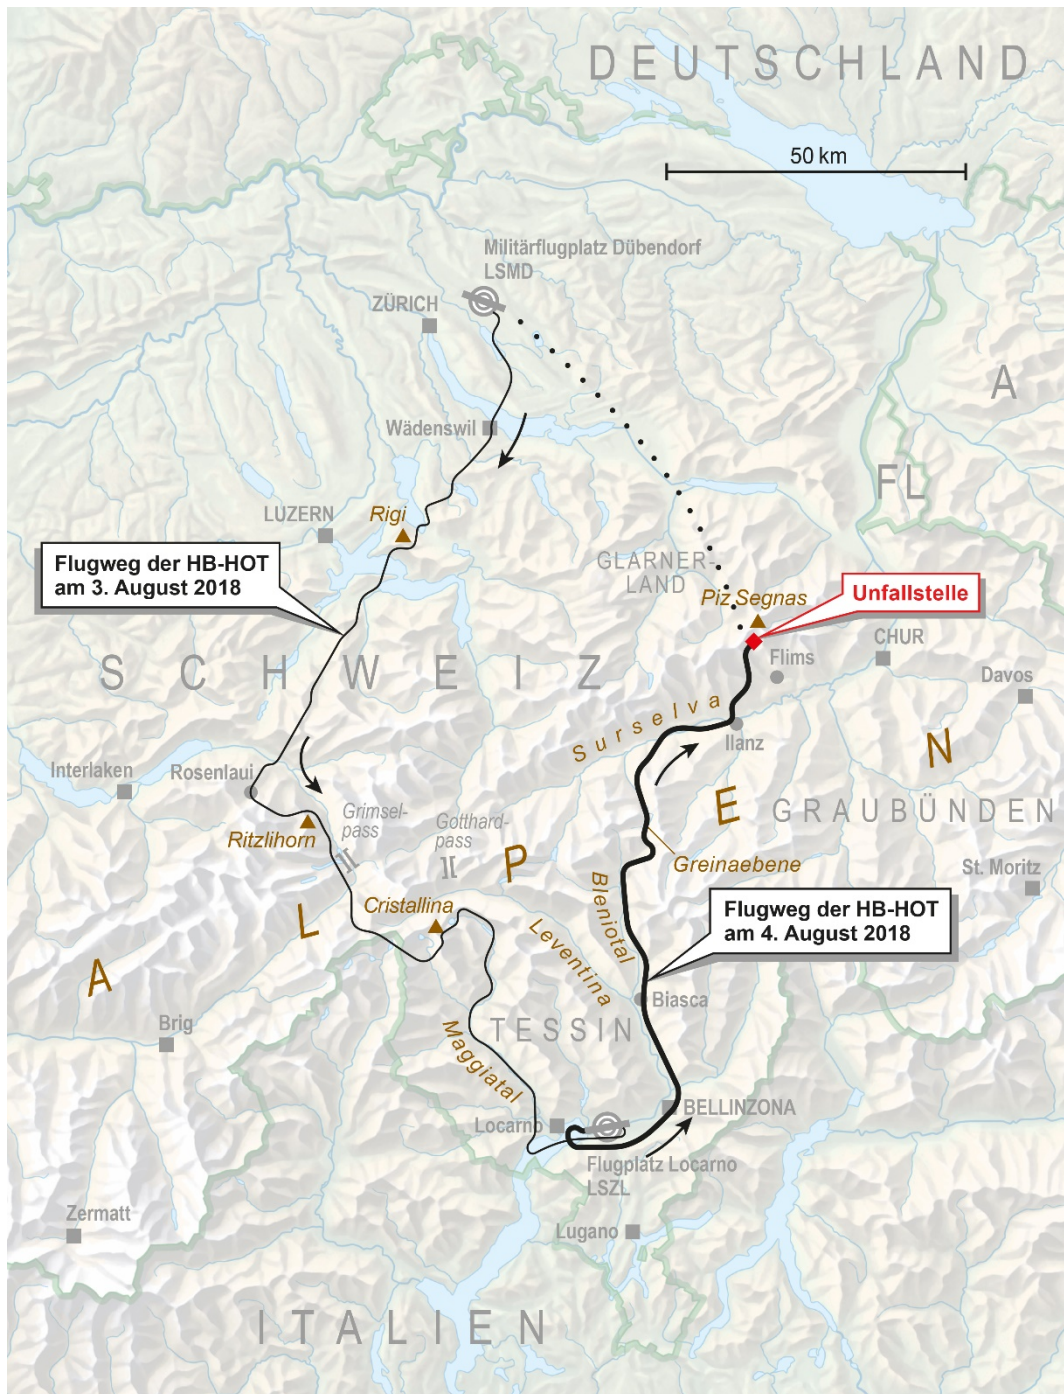 DEUTSCHLAND
50 km
Militärflugplatz Dübendorf
LSMD
ZÜRICH
A
Wädenswil
FL
LUZERN
Rigi
GLARNER-
LAND
Flugweg der HB-HOT
am 3. August 2018
Piz Segnas
Unfallstelle
CHUR
Flims
SCHWEIZ
Davos
Surselva
Ilanz
Interlaken
Rosenlaui
Grimsel-
pass
Gotthard-
pass
Ritzlihorn
GRAUBÜNDEN
Greinaebene
St. Moritz
ALPEN
Cristallina
Bleniotal
Leventina
Flugweg der HB-HOT
am 4. August 2018
Biasca
Brig
TESSIN
Maggiatal
BELLINZONA
Locarno
Flugplatz Locarno
LSZL
Zermatt
Lugano
ITALIEN